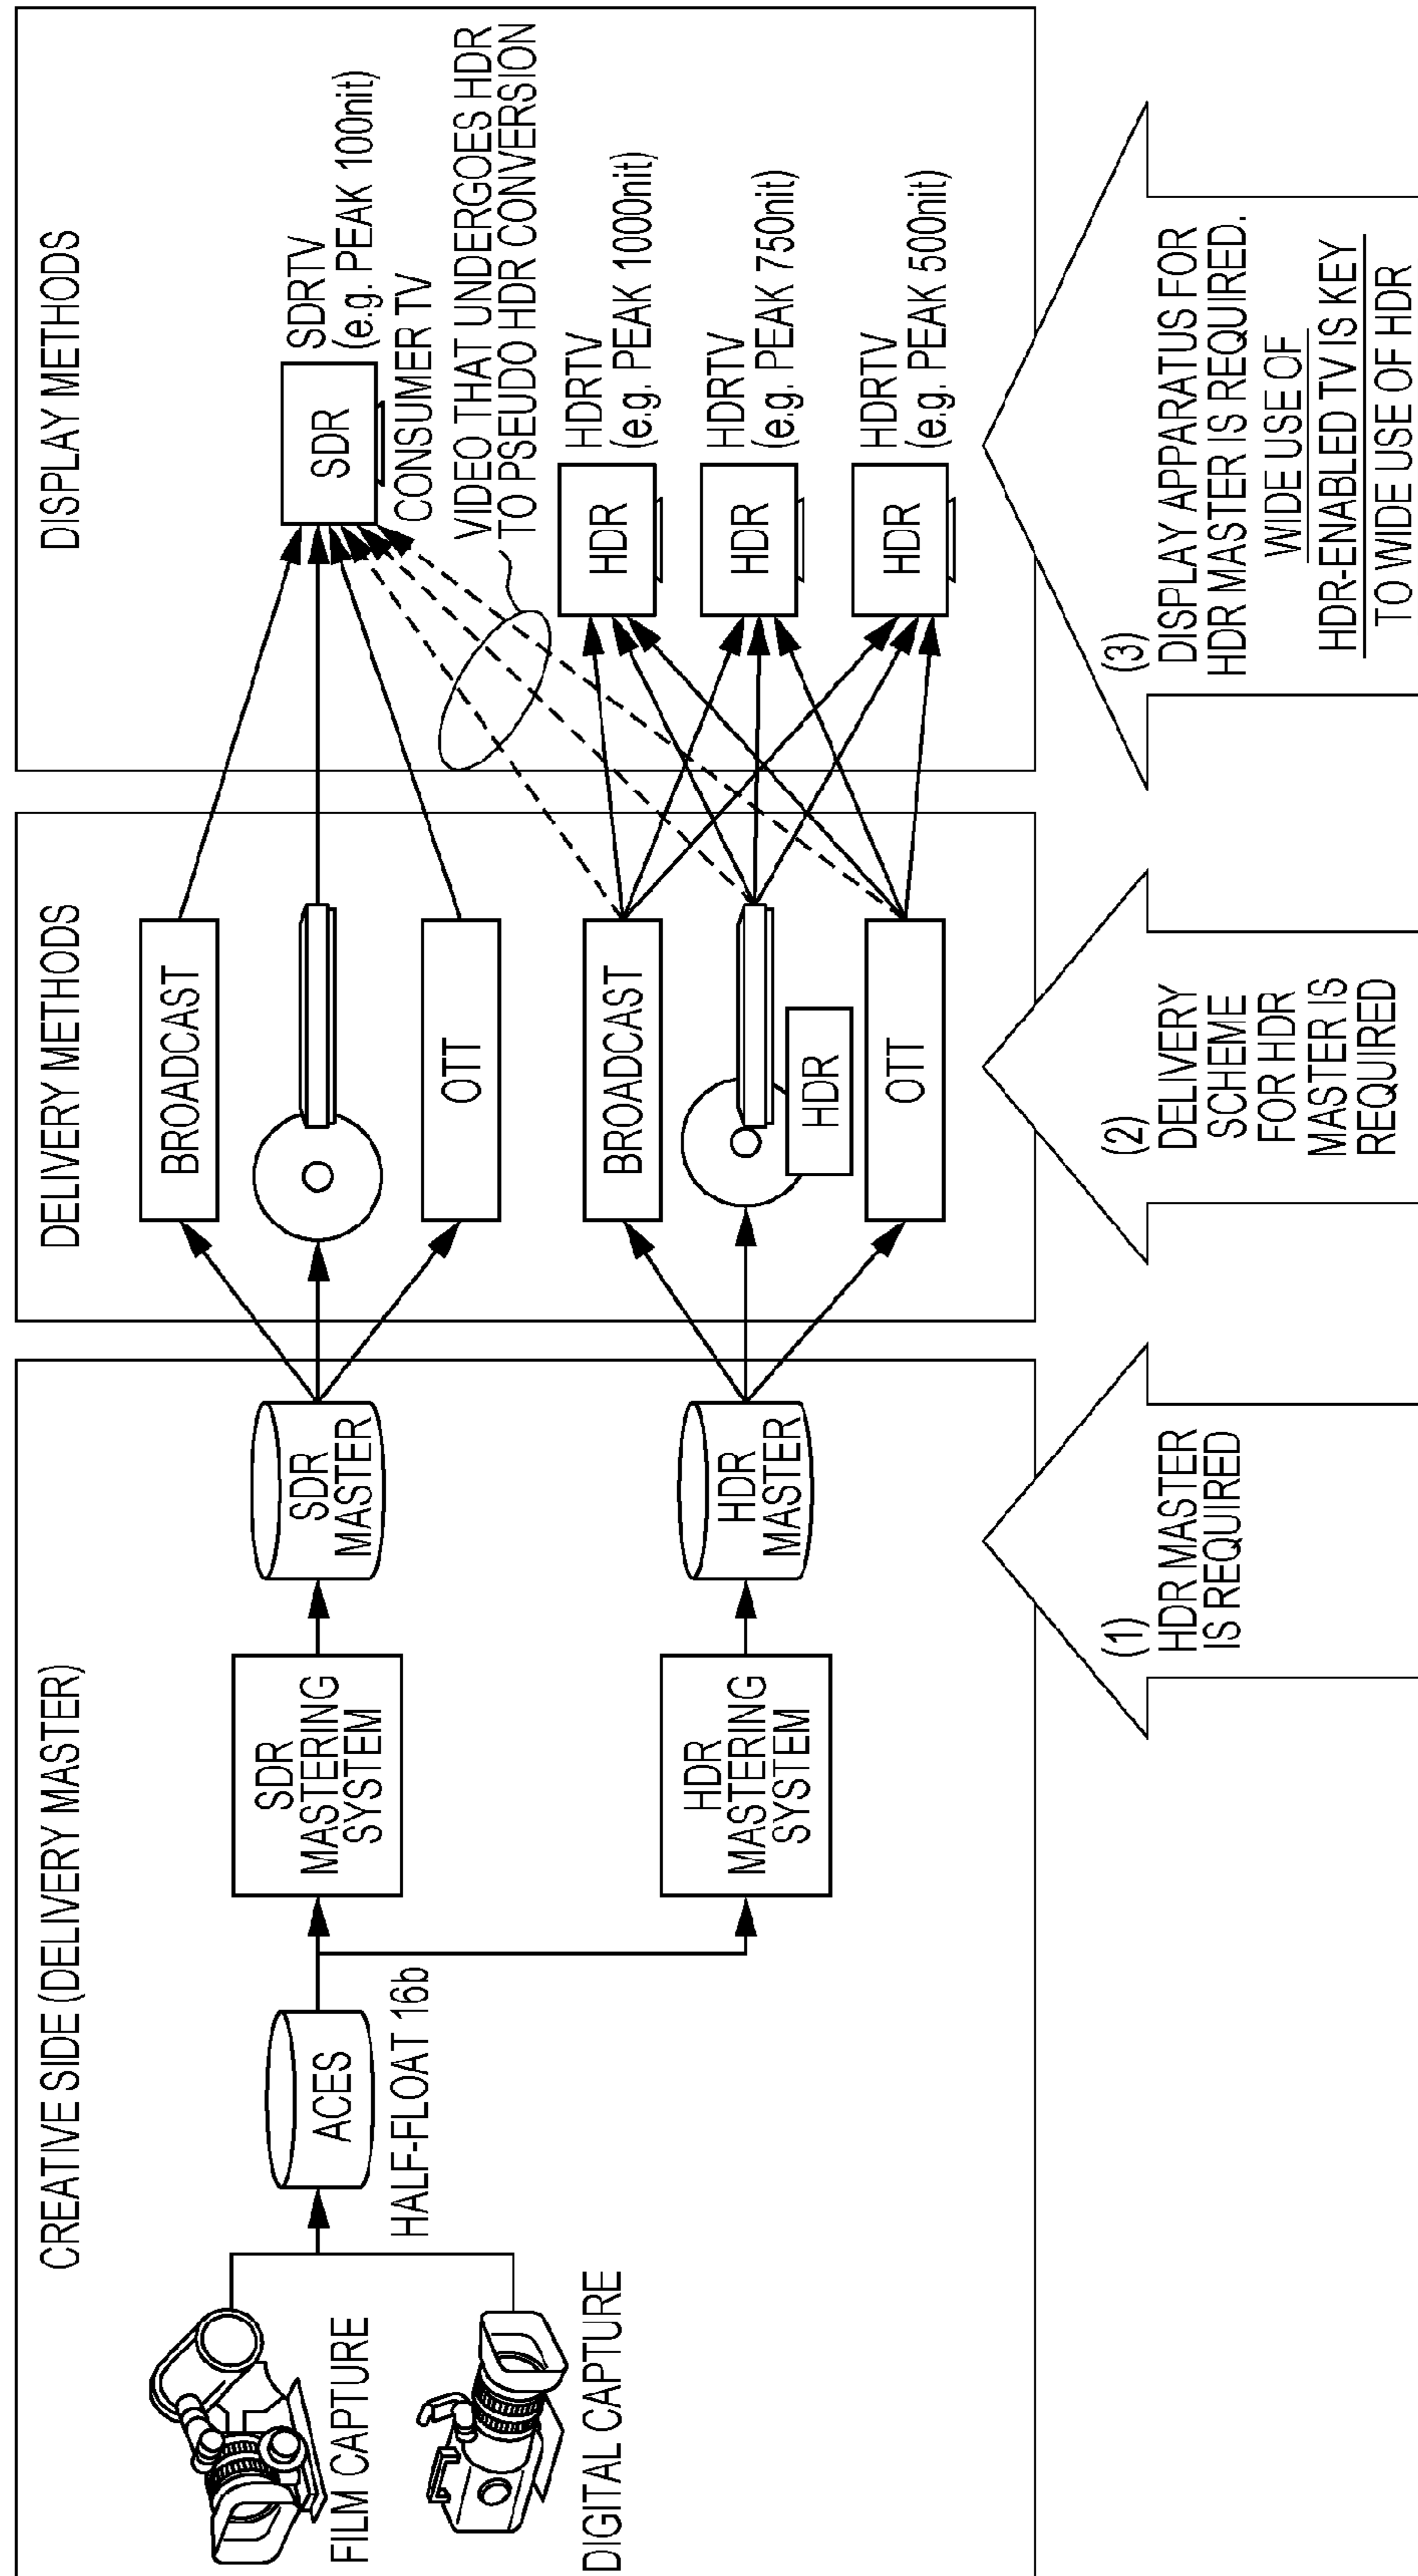 CREATIVE SIDE (DELIVERY MASTER)
FILM CAPTURE
DIGITAL CAPTURE
ACES
HALF-FLOAT 16b
SDR
MASTERING
SYSTEM
SDR
MASTER
HDR
MASTERING
SYSTEM
HDR
MASTER
DELIVERY METHODS
BROADCAST
OTT
BROADCAST
HDR
OTT
DISPLAY METHODS
SDR
SDRTV
(e.g. PEAK 100nit)
CONSUMER TV
VIDEO THAT UNDERGOES HDR
TO PSEUDO HDR CONVERSION
HDR
HDRTV
(e.g. PEAK 1000nit)
HDR
HDRTV
(e.g. PEAK 750nit)
HDR
HDRTV
(e.g. PEAK 500nit)
(1)
HDR MASTER
IS REQUIRED
(2)
DELIVERY
SCHEME
FOR HDR
MASTER IS
REQUIRED
(3)
DISPLAY APPARATUS FOR
HDR MASTER IS REQUIRED.
WIDE USE OF
HDR-ENABLED TV IS KEY
TO WIDE USE OF HDR